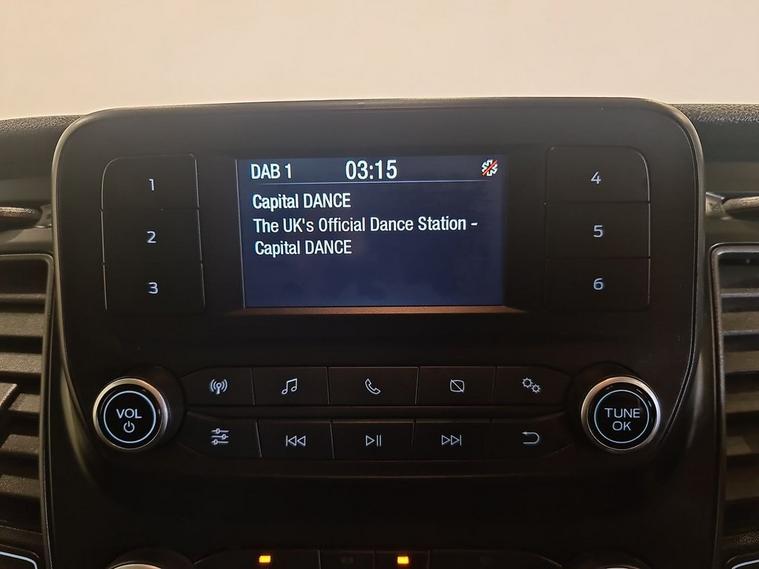 DAB 1 03:15
Capital DANCE
The UK's Official Dance Station -
Capital DANCE
1
2
3
4
5
6
VOL
TUNE
OK